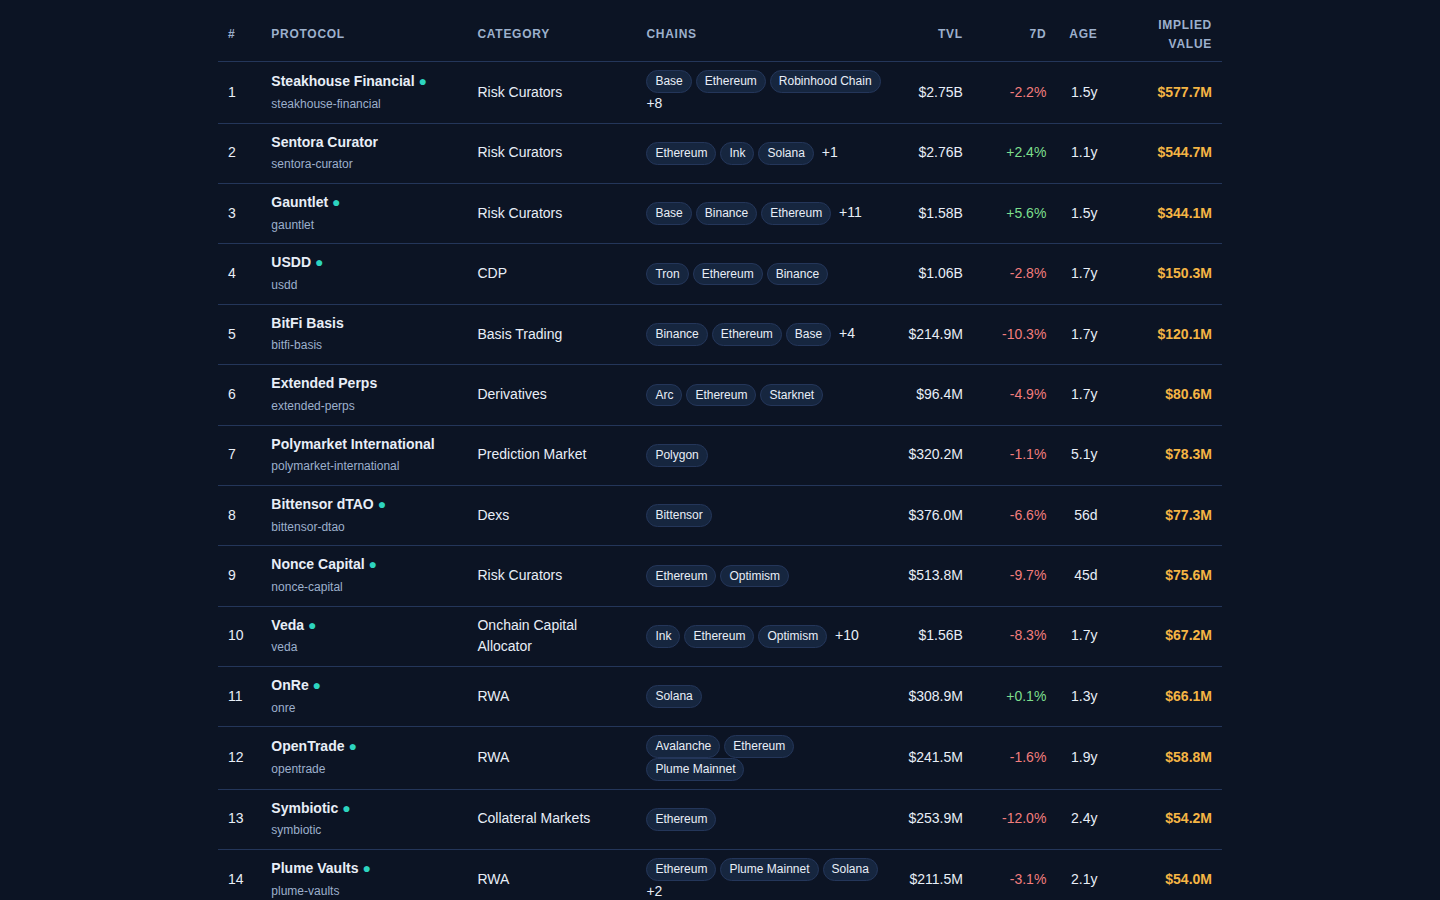 # PROTOCOL CATEGORY CHAINS TVL 7D AGE IMPLIED VALUE
1 Steakhouse Financial steakhouse-financial Risk Curators Base Ethereum Robinhood Chain +8 $2.75B -2.2% 1.5y $577.7M
2 Sentora Curator sentora-curator Risk Curators Ethereum Ink Solana +1 $2.76B +2.4% 1.1y $544.7M
3 Gauntlet gauntlet Risk Curators Base Binance Ethereum +11 $1.58B +5.6% 1.5y $344.1M
4 USDD usdd CDP Tron Ethereum Binance $1.06B -2.8% 1.7y $150.3M
5 BitFi Basis bitfi-basis Basis Trading Binance Ethereum Base +4 $214.9M -10.3% 1.7y $120.1M
6 Extended Perps extended-perps Derivatives Arc Ethereum Starknet $96.4M -4.9% 1.7y $80.6M
7 Polymarket International polymarket-international Prediction Market Polygon $320.2M -1.1% 5.1y $78.3M
8 Bittensor dTAO bittensor-dtao Dexs Bittensor $376.0M -6.6% 56d $77.3M
9 Nonce Capital nonce-capital Risk Curators Ethereum Optimism $513.8M -9.7% 45d $75.6M
10 Veda veda Onchain Capital Allocator Ink Ethereum Optimism +10 $1.56B -8.3% 1.7y $67.2M
11 OnRe onre RWA Solana $308.9M +0.1% 1.3y $66.1M
12 OpenTrade opentrade RWA Avalanche Ethereum Plume Mainnet $241.5M -1.6% 1.9y $58.8M
13 Symbiotic symbiotic Collateral Markets Ethereum $253.9M -12.0% 2.4y $54.2M
14 Plume Vaults plume-vaults RWA Ethereum Plume Mainnet Solana +2 $211.5M -3.1% 2.1y $54.0M